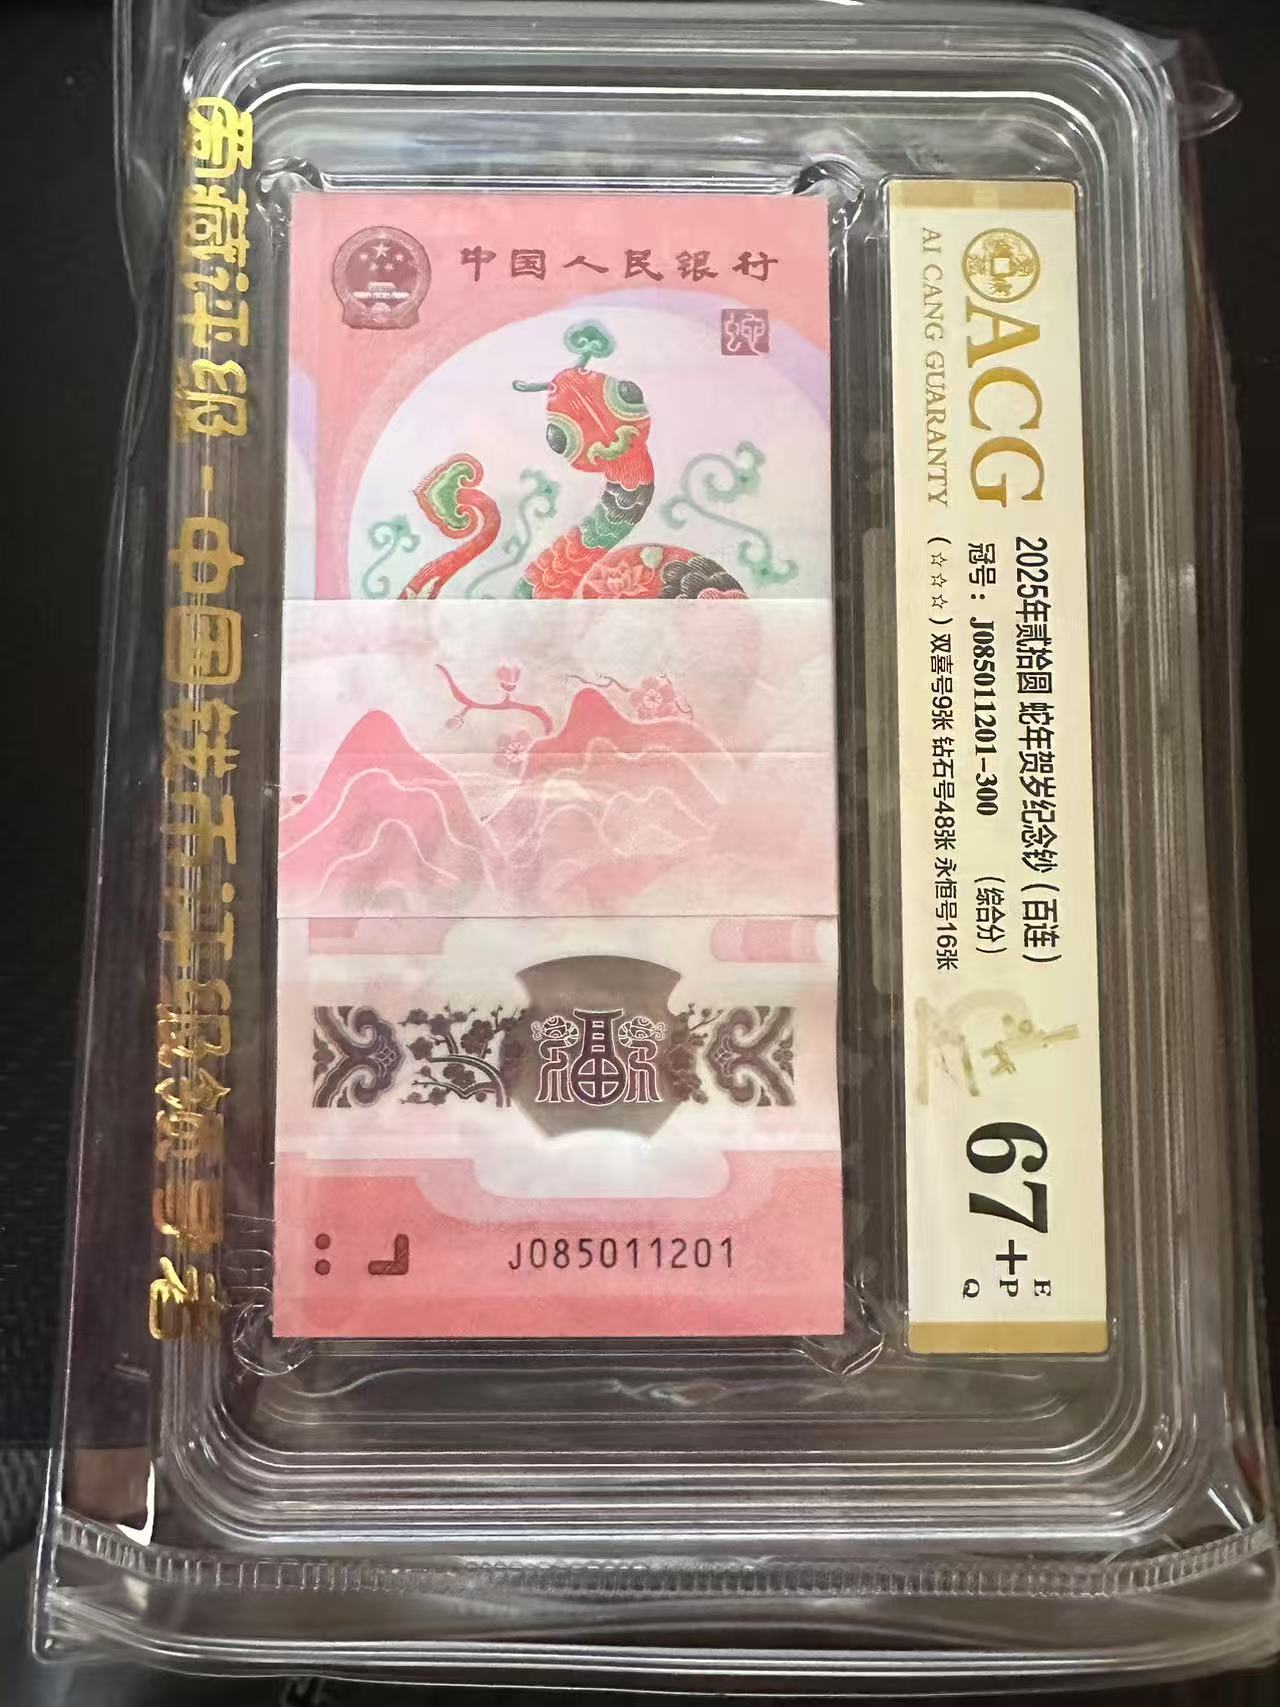 中国人民银行
J085011201
ACG
AI CANG GUARANTY
2025年贰拾圆 蛇年贺岁纪念钞（百连）
冠号：J085011201-300 （综合分）
（☆☆☆）双喜号9张 钻石号48张 永恒号16张
67+
E
P
Q
藏评级-中国钱币评级领导